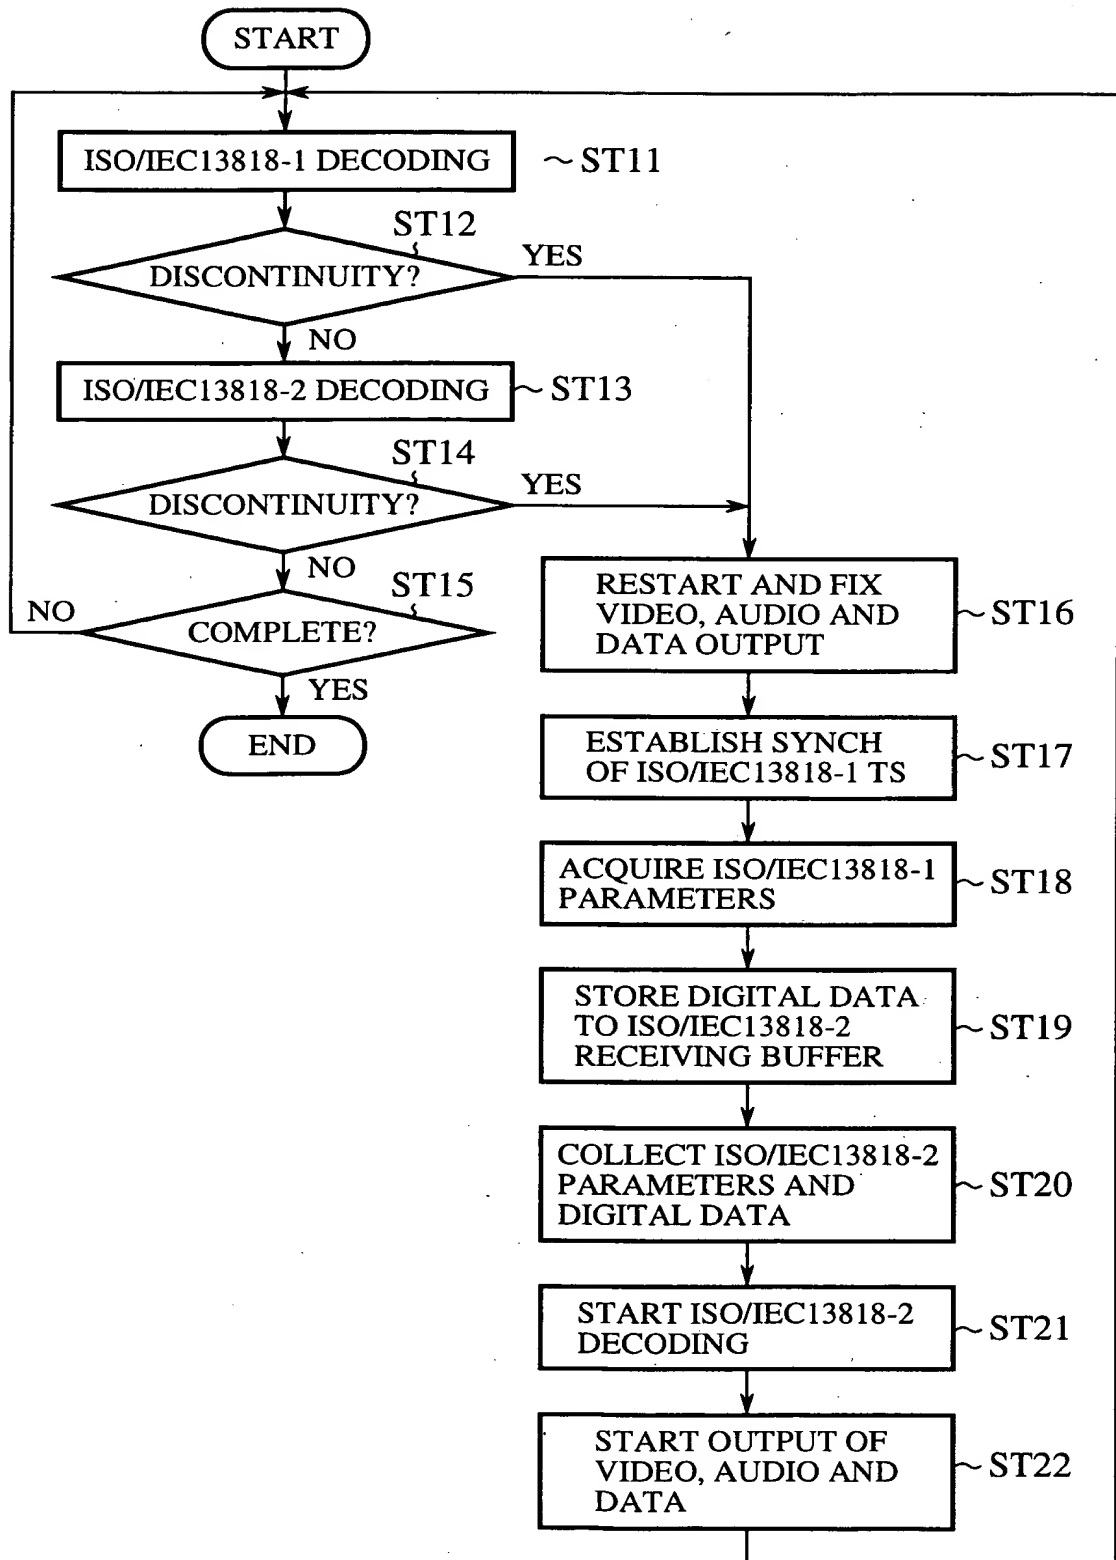 START
ISO/IEC13818-1 DECODING
~ST11
ST12
DISCONTINUITY?
YES
NO
ISO/IEC13818-2 DECODING
~ST13
ST14
DISCONTINUITY?
YES
NO
ST15
COMPLETE?
NO
YES
END
RESTART AND FIX
VIDEO, AUDIO AND
DATA OUTPUT
~ST16
ESTABLISH SYNCH
OF ISO/IEC13818-1 TS
~ST17
ACQUIRE ISO/IEC13818-1
PARAMETERS
~ST18
STORE DIGITAL DATA
TO ISO/IEC13818-2
RECEIVING BUFFER
~ST19
COLLECT ISO/IEC13818-2
PARAMETERS AND
DIGITAL DATA
~ST20
START ISO/IEC13818-2
DECODING
~ST21
START OUTPUT OF
VIDEO, AUDIO AND
DATA
~ST22